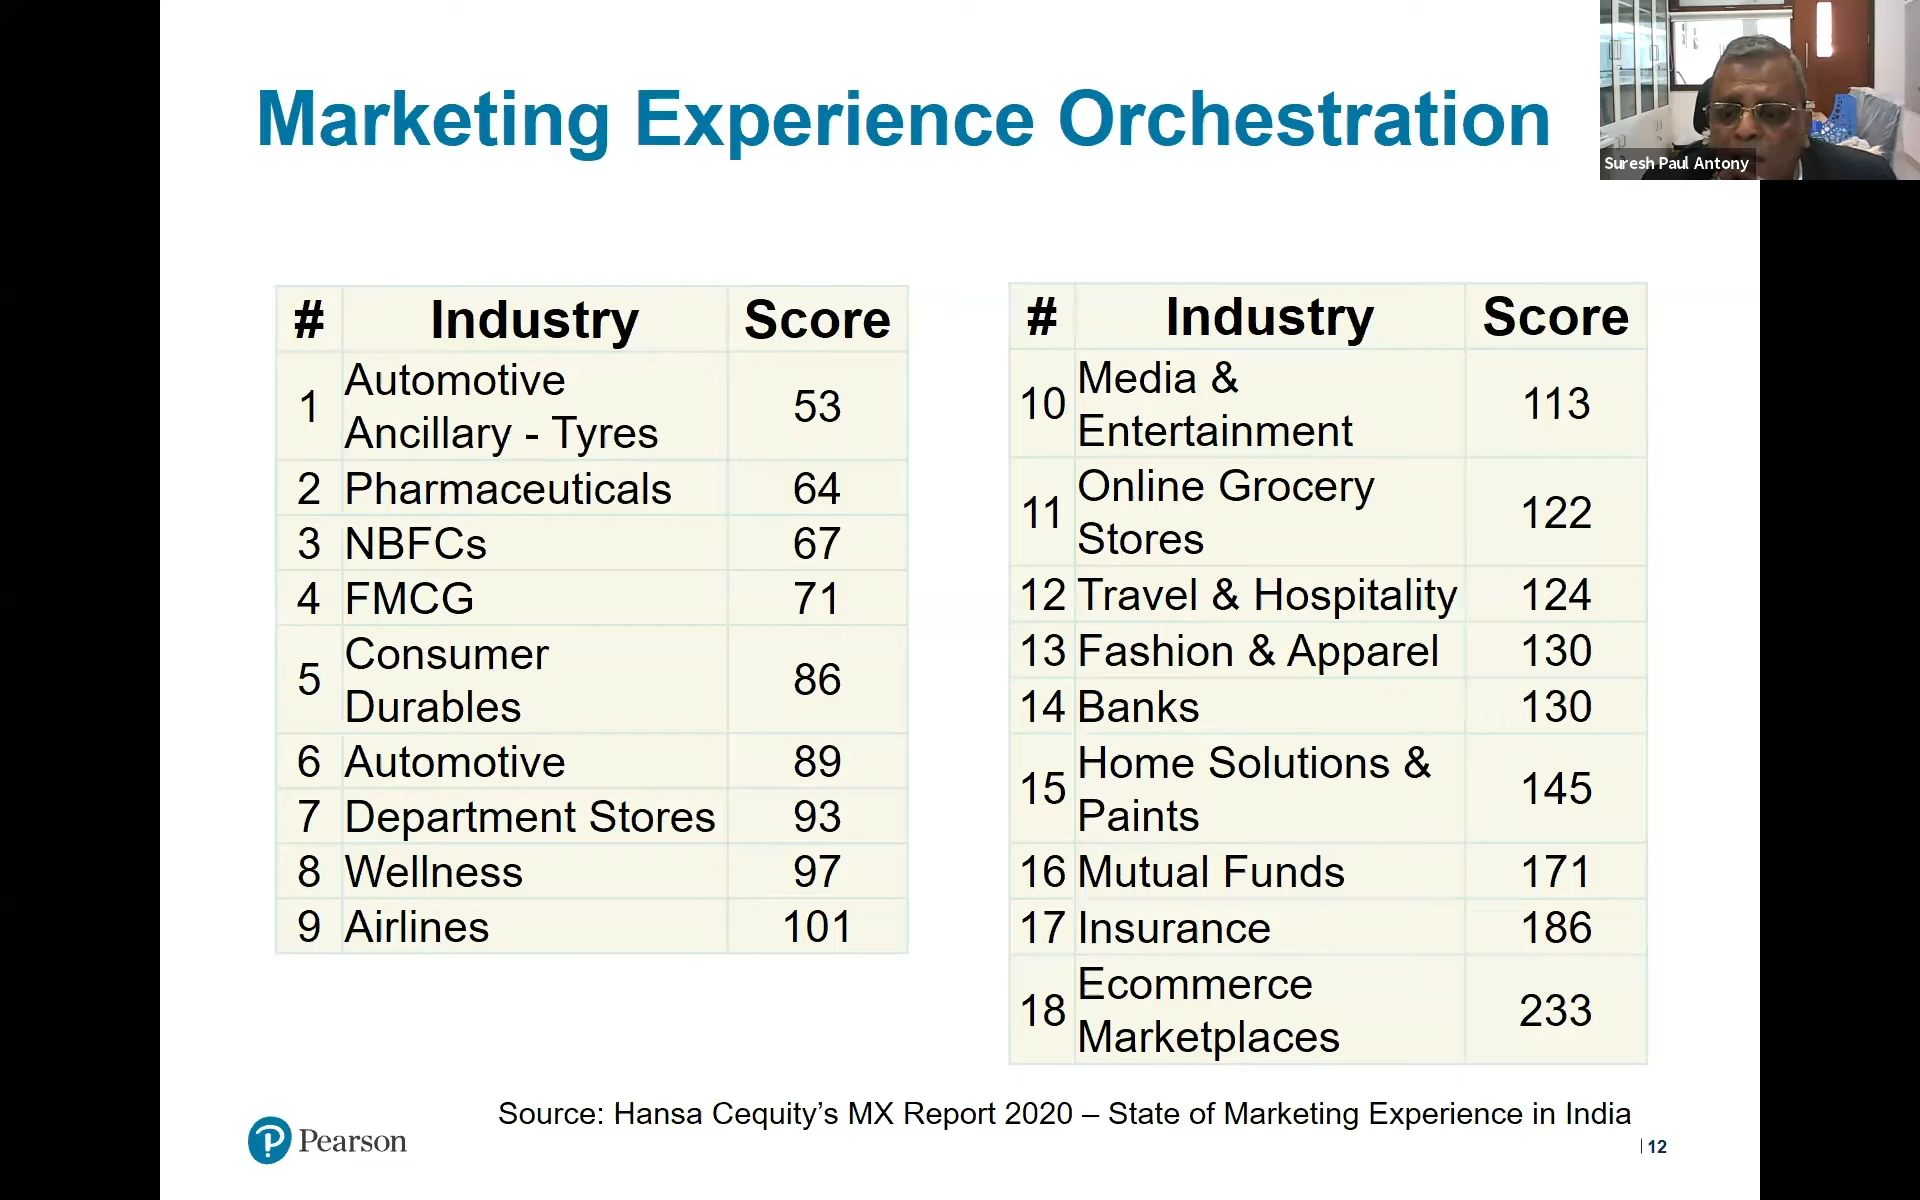 Marketing Experience Orchestration
Suresh Paul Antony
# Industry Score
1 Automotive Ancillary - Tyres 53
2 Pharmaceuticals 64
3 NBFCs 67
4 FMCG 71
5 Consumer Durables 86
6 Automotive 89
7 Department Stores 93
8 Wellness 97
9 Airlines 101
# Industry Score
10 Media & Entertainment 113
11 Online Grocery Stores 122
12 Travel & Hospitality 124
13 Fashion & Apparel 130
14 Banks 130
15 Home Solutions & Paints 145
16 Mutual Funds 171
17 Insurance 186
18 Ecommerce Marketplaces 233
Source: Hansa Cequity’s MX Report 2020 – State of Marketing Experience in India
Pearson
12